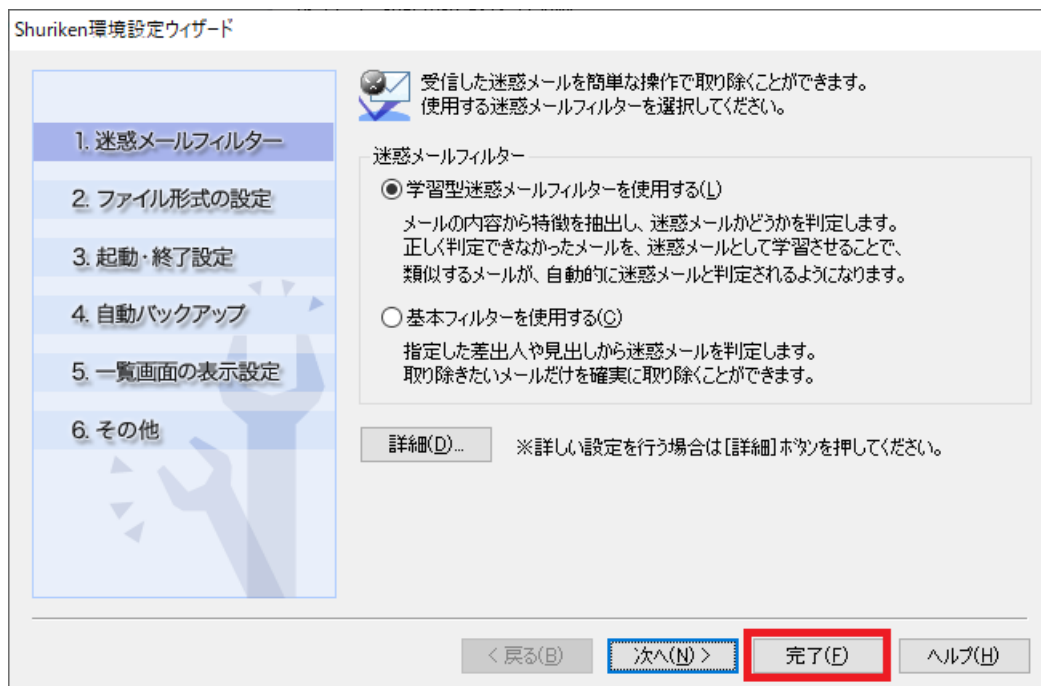 Shuriken環境設定ウィザード
1. 迷惑メールフィルター
2. ファイル形式の設定
3. 起動・終了設定
4. 自動バックアップ
5. 一覧画面の表示設定
6. その他
受信した迷惑メールを簡単な操作で取り除くことができます。
使用する迷惑メールフィルターを選択してください。
迷惑メールフィルター
学習型迷惑メールフィルターを使用する(L)
メールの内容から特徴を抽出し、迷惑メールかどうかを判定します。
正しく判定できなかったメールを、迷惑メールとして学習させることで、
類似するメールが、自動的に迷惑メールと判定されるようになります。
基本フィルターを使用する(C)
指定した差出人や見出しから迷惑メールを判定します。
取り除きたいメールだけを確実に取り除くことができます。
詳細(D)... ※詳しい設定を行う場合は[詳細]ボタンを押してください。
< 戻る(B) 次へ(N) > 完了(F) ヘルプ(H)